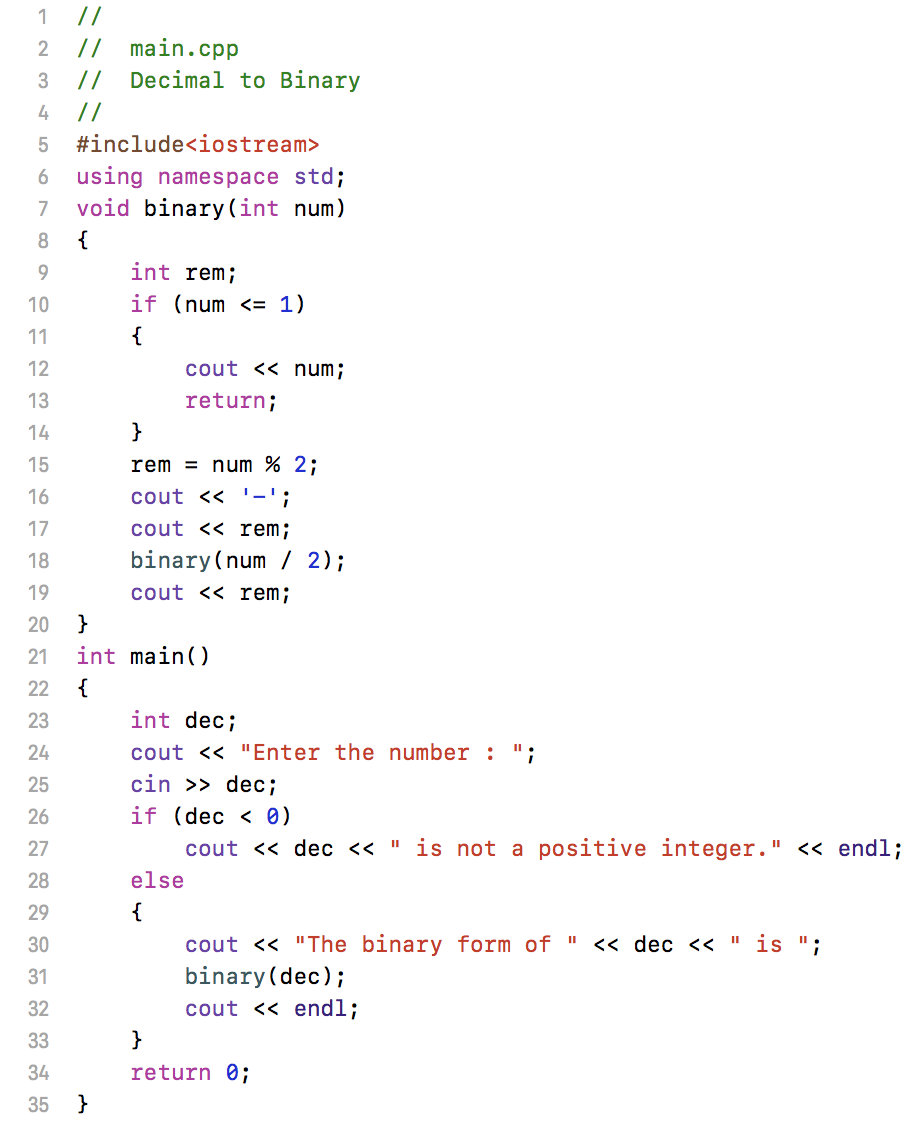 1 //
2 //  main.cpp
3 //  Decimal to Binary
4 //
5 #include<iostream>
6 using namespace std;
7 void binary(int num)
8 {
9     int rem;
10     if (num <= 1)
11     {
12         cout << num;
13         return;
14     }
15     rem = num % 2;
16     cout << '-';
17     cout << rem;
18     binary(num / 2);
19     cout << rem;
20 }
21 int main()
22 {
23     int dec;
24     cout << "Enter the number : ";
25     cin >> dec;
26     if (dec < 0)
27         cout << dec << " is not a positive integer." << endl;
28     else
29     {
30         cout << "The binary form of " << dec << " is ";
31         binary(dec);
32         cout << endl;
33     }
34     return 0;
35 }